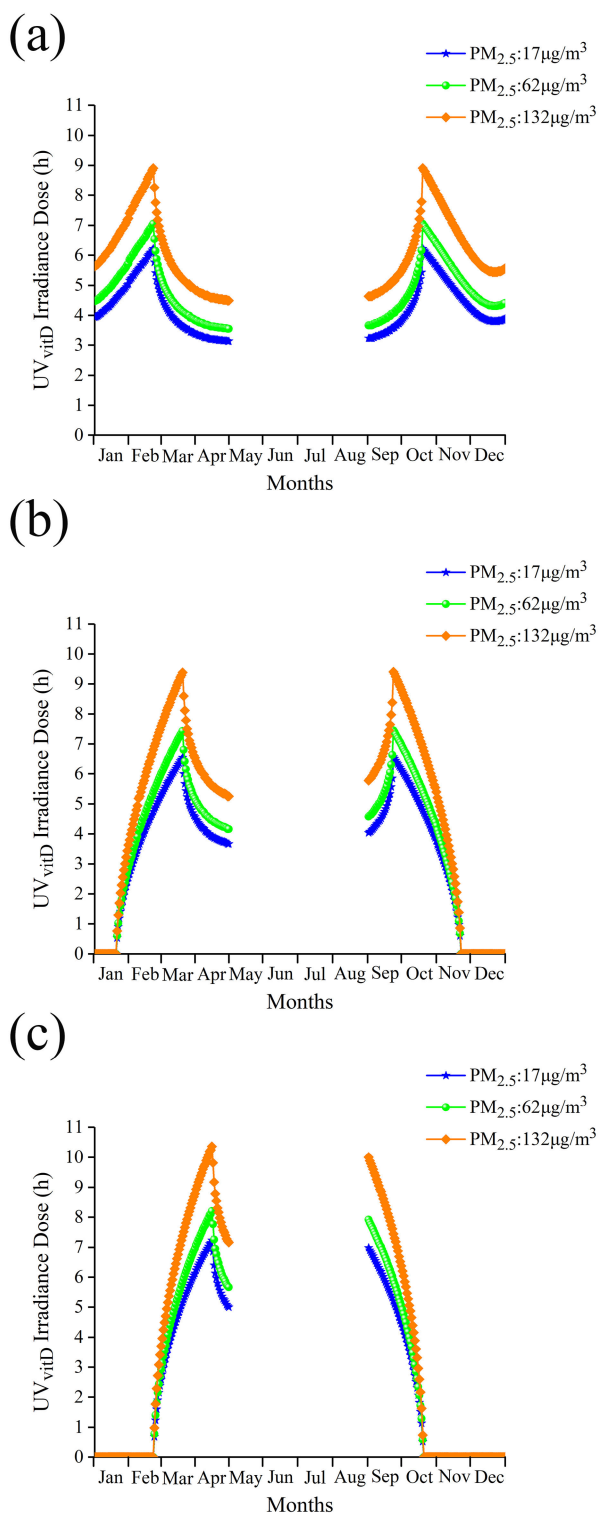 (a)
PM2.5:17μg/m3
PM2.5:62μg/m3
PM2.5:132μg/m3
UVvitD Irradiance Dose (h)
11
10
9
8
7
6
5
4
3
2
1
0
Jan Feb Mar Apr May Jun Jul Aug Sep Oct Nov Dec
Months
(b)
PM2.5:17μg/m3
PM2.5:62μg/m3
PM2.5:132μg/m3
UVvitD Irradiance Dose (h)
11
10
9
8
7
6
5
4
3
2
1
0
Jan Feb Mar Apr May Jun Jul Aug Sep Oct Nov Dec
Months
(c)
PM2.5:17μg/m3
PM2.5:62μg/m3
PM2.5:132μg/m3
UVvitD Irradiance Dose (h)
11
10
9
8
7
6
5
4
3
2
1
0
Jan Feb Mar Apr May Jun Jul Aug Sep Oct Nov Dec
Months